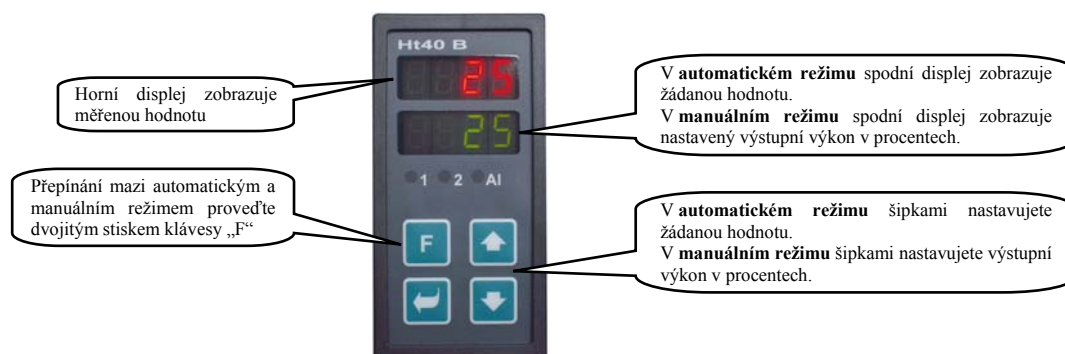 Ht40 B
25
25
1 2 Al
F
Horní displej zobrazuje
měřenou hodnotu
Přepínání mazi automatickým a
manuálním režimem proveďte
dvojitým stiskem klávesy „F“
V automatickém režimu spodní displej zobrazuje
žádanou hodnotu.
V manuálním režimu spodní displej zobrazuje
nastavený výstupní výkon v procentech.
V automatickém režimu šipkami nastavujete
žádanou hodnotu.
V manuálním režimu šipkami nastavujete výstupní
výkon v procentech.